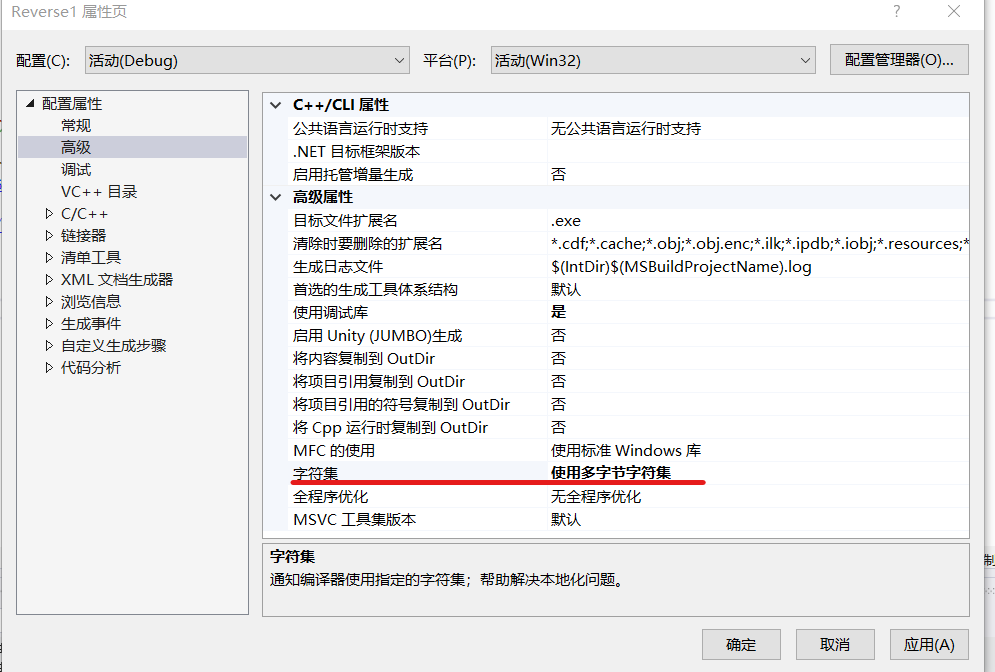 Reverse1 属性页
配置(C): 活动(Debug) 平台(P): 活动(Win32) 配置管理器(O)...
配置属性
常规
高级
调试
VC++ 目录
C/C++
链接器
清单工具
XML 文档生成器
浏览信息
生成事件
自定义生成步骤
代码分析
C++/CLI 属性
公共语言运行时支持 无公共语言运行时支持
.NET 目标框架版本
启用托管增量生成 否
高级属性
目标文件扩展名 .exe
清除时要删除的扩展名 *.cdf;*.cache;*.obj;*.obj.enc;*.ilk;*.ipdb;*.iobj;*.resources;*
生成日志文件 $(IntDir)$(MSBuildProjectName).log
首选的生成工具体系结构 默认
使用调试库 是
启用 Unity (JUMBO)生成 否
将内容复制到 OutDir 否
将项目引用复制到 OutDir 否
将项目引用的符号复制到 OutDir 否
将 Cpp 运行时复制到 OutDir 否
MFC 的使用 使用标准 Windows 库
字符集 使用多字节字符集
全程序优化 无全程序优化
MSVC 工具集版本 默认
字符集
通知编译器使用指定的字符集；帮助解决本地化问题。
确定 取消 应用(A)